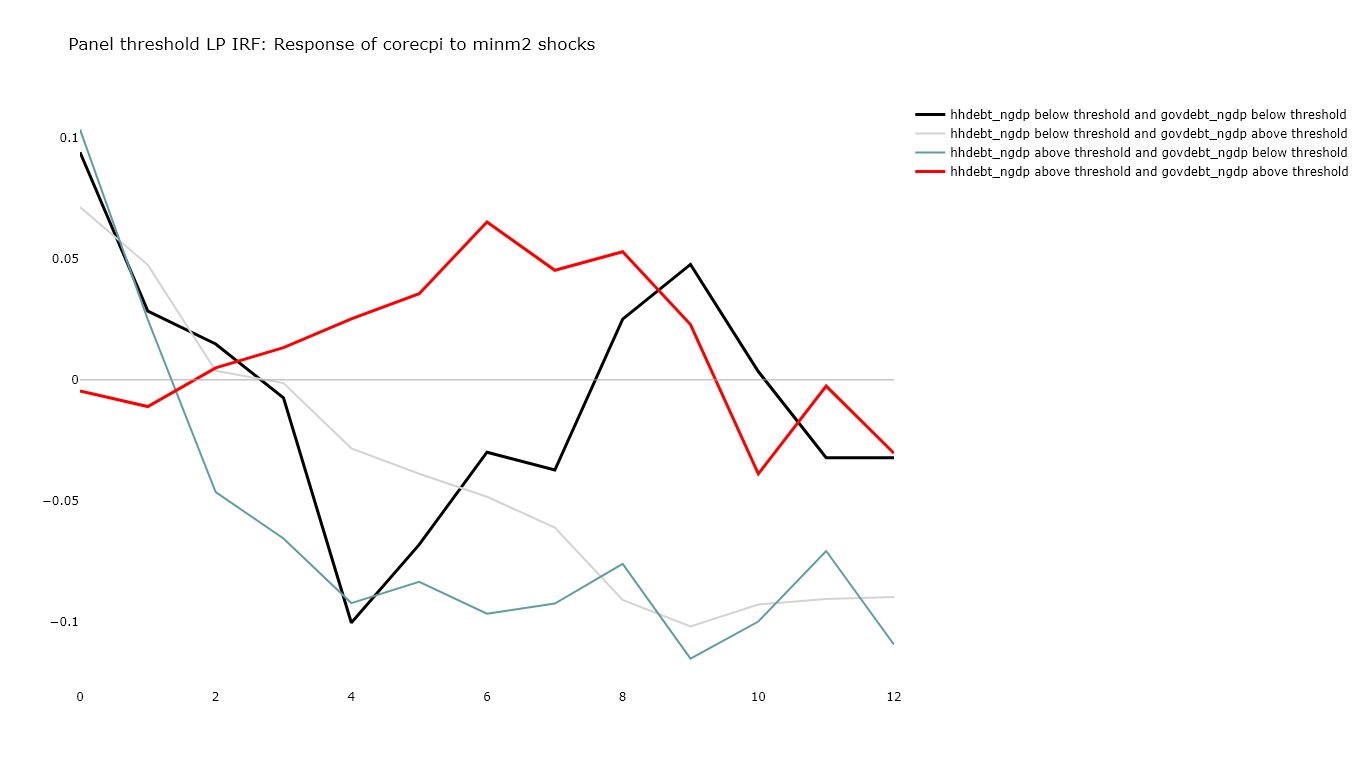 Panel threshold LP IRF: Response of corecpi to minm2 shocks
hhdebt_ngdp below threshold and govdebt_ngdp below threshold
hhdebt_ngdp below threshold and govdebt_ngdp above threshold
hhdebt_ngdp above threshold and govdebt_ngdp below threshold
hhdebt_ngdp above threshold and govdebt_ngdp above threshold
0.1
0.05
0
−0.05
−0.1
0 2 4 6 8 10 12